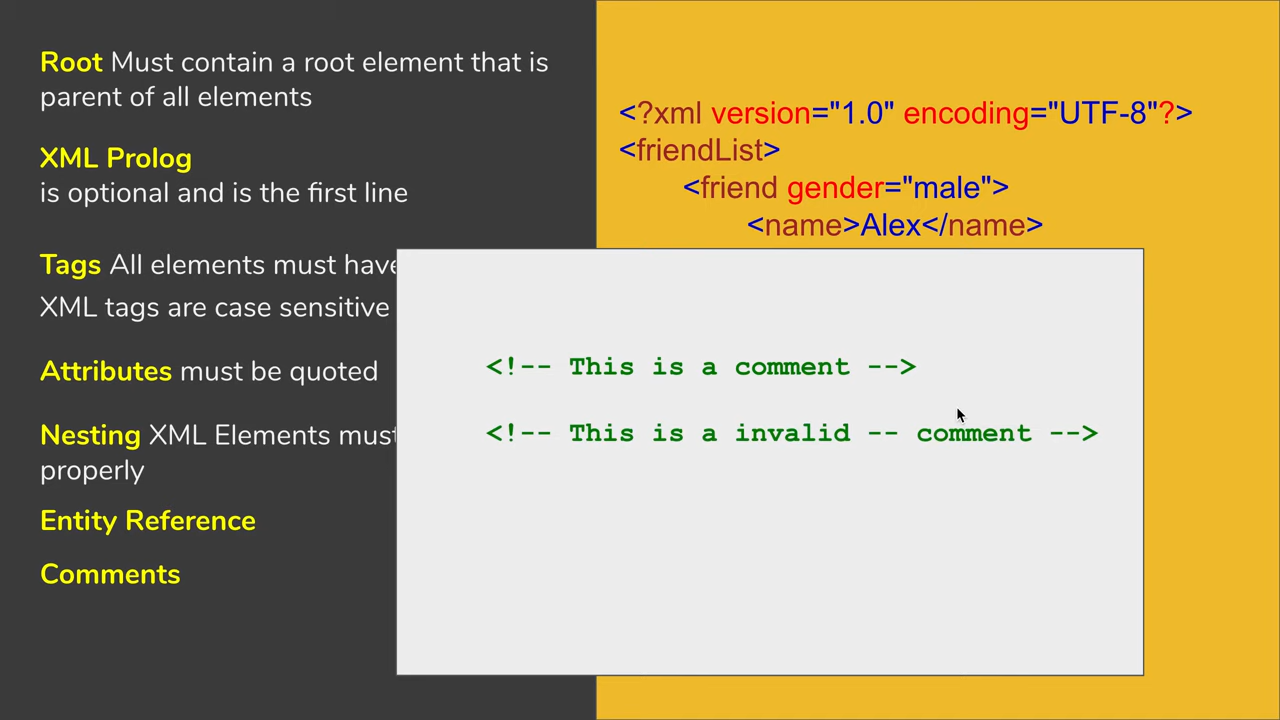 Root Must contain a root element that is
parent of all elements
XML Prolog
is optional and is the first line
Tags All elements must have
XML tags are case sensitive
Attributes must be quoted
Nesting XML Elements must
properly
Entity Reference
Comments
<?xml version="1.0" encoding="UTF-8"?>
<friendList>
<friend gender="male">
<name>Alex</name>
<!-- This is a comment -->
<!-- This is a invalid -- comment -->